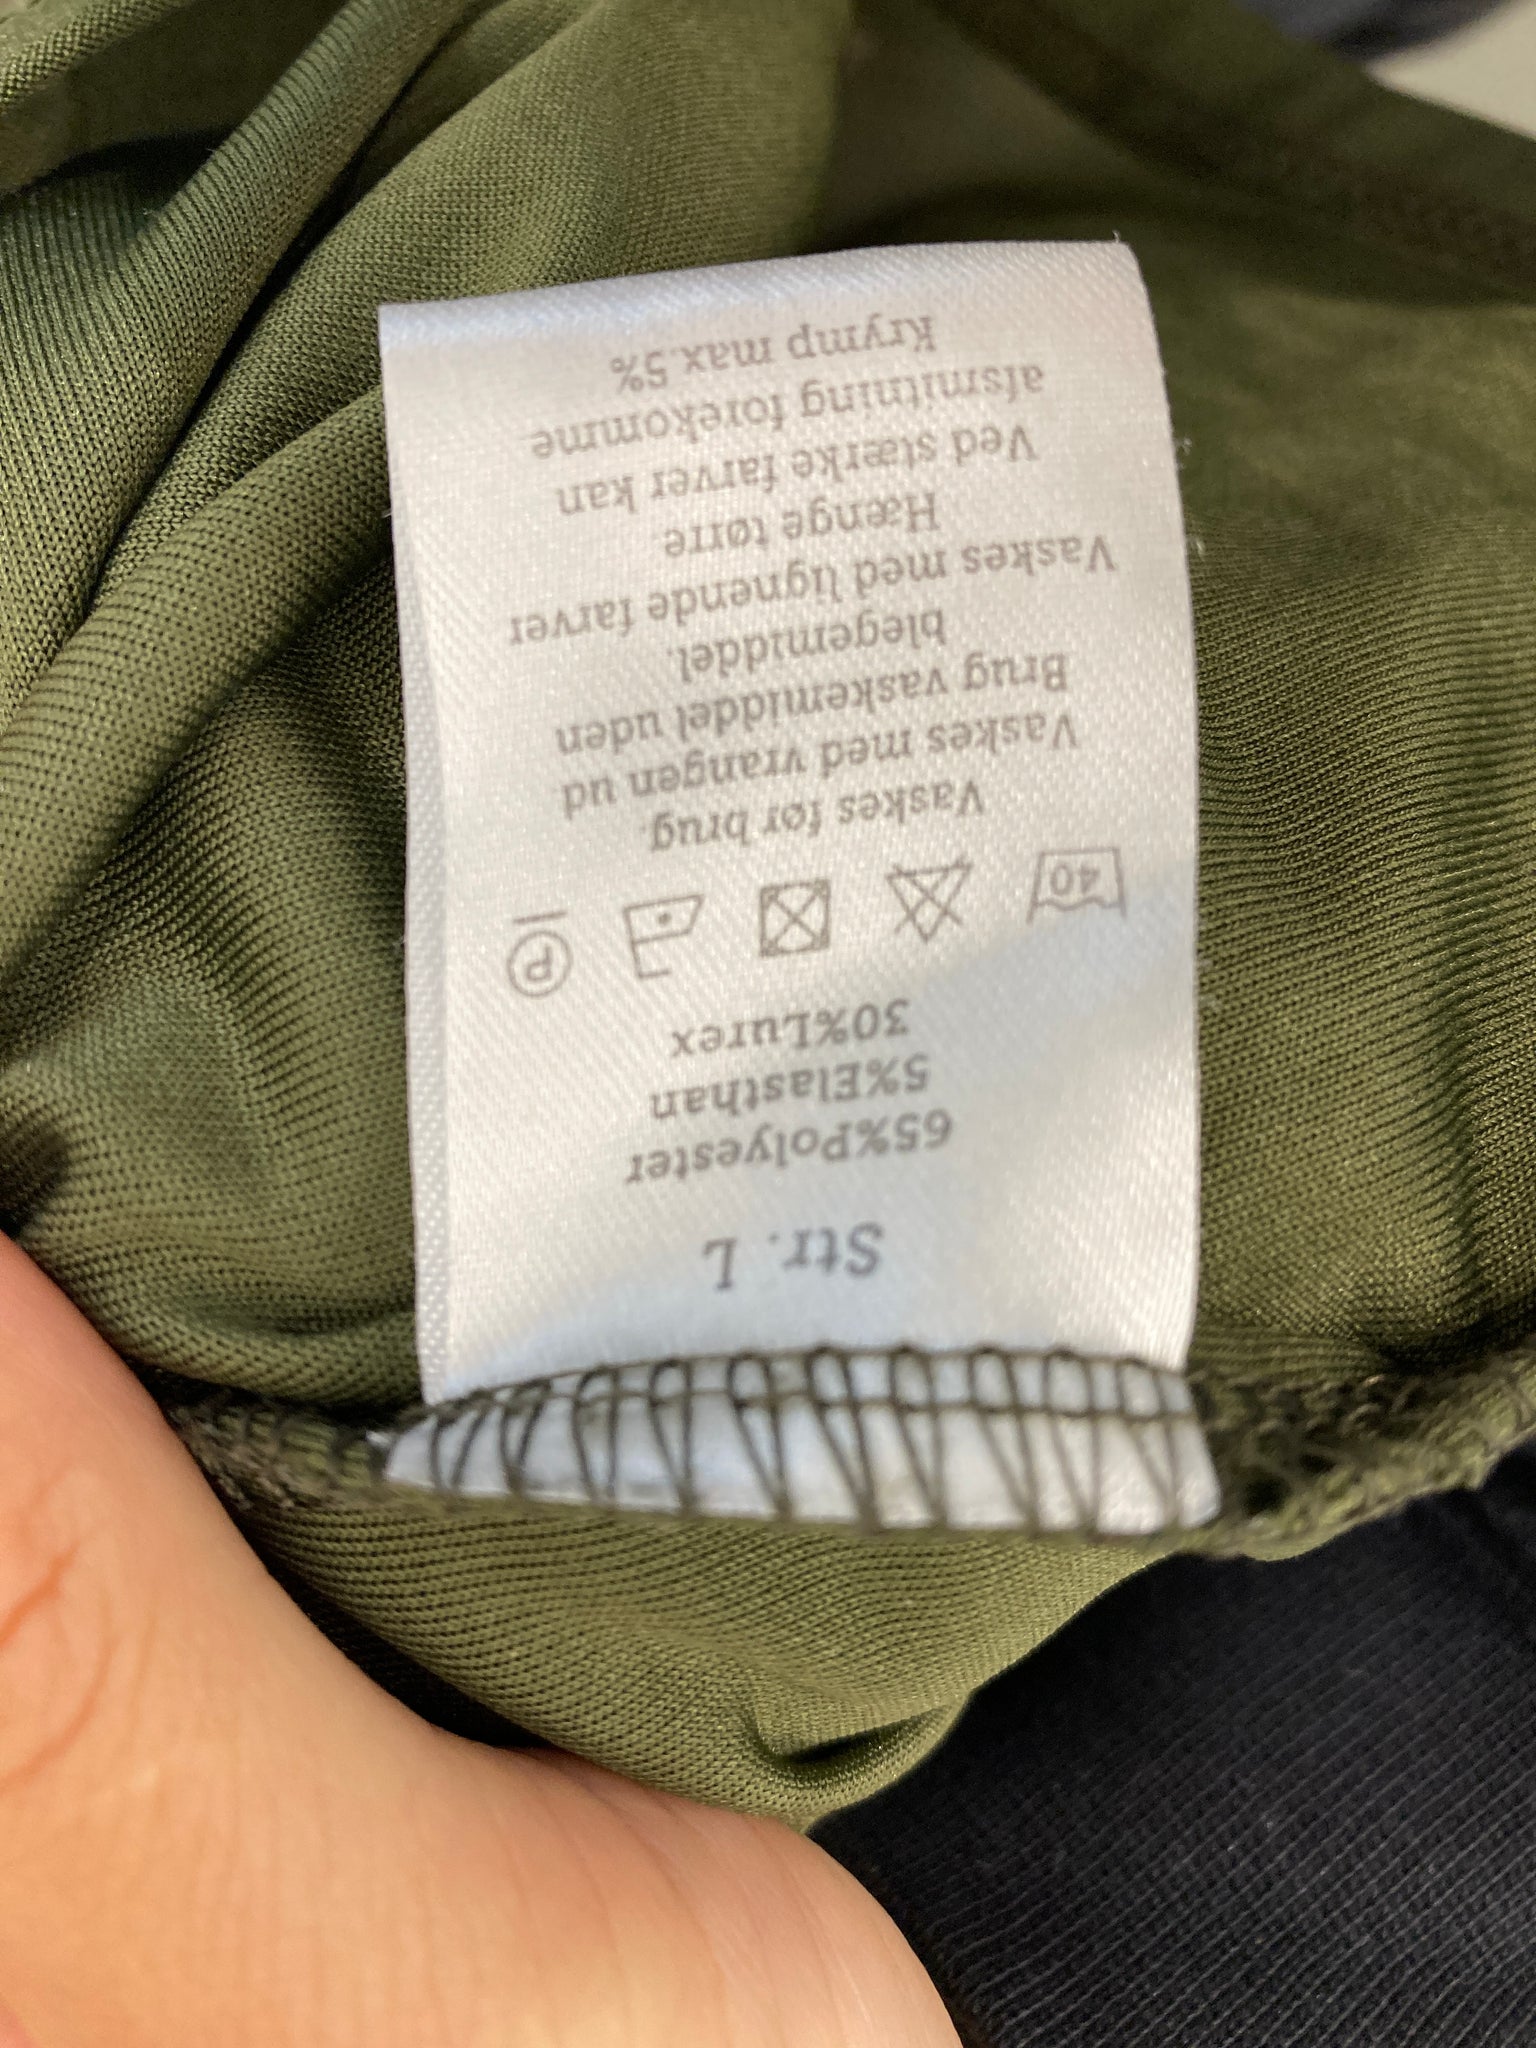 Str. L
65%Polyester
5%Elasthan
30%Lurex
40 P
Vaskes før brug.
Vaskes med vrangen ud
Brug vaskemiddel uden
blegemiddel.
Vaskes med lignende farver
Hænge tørre
Ved stærke farver kan
afsmitning forekomme.
Krymp max.5%